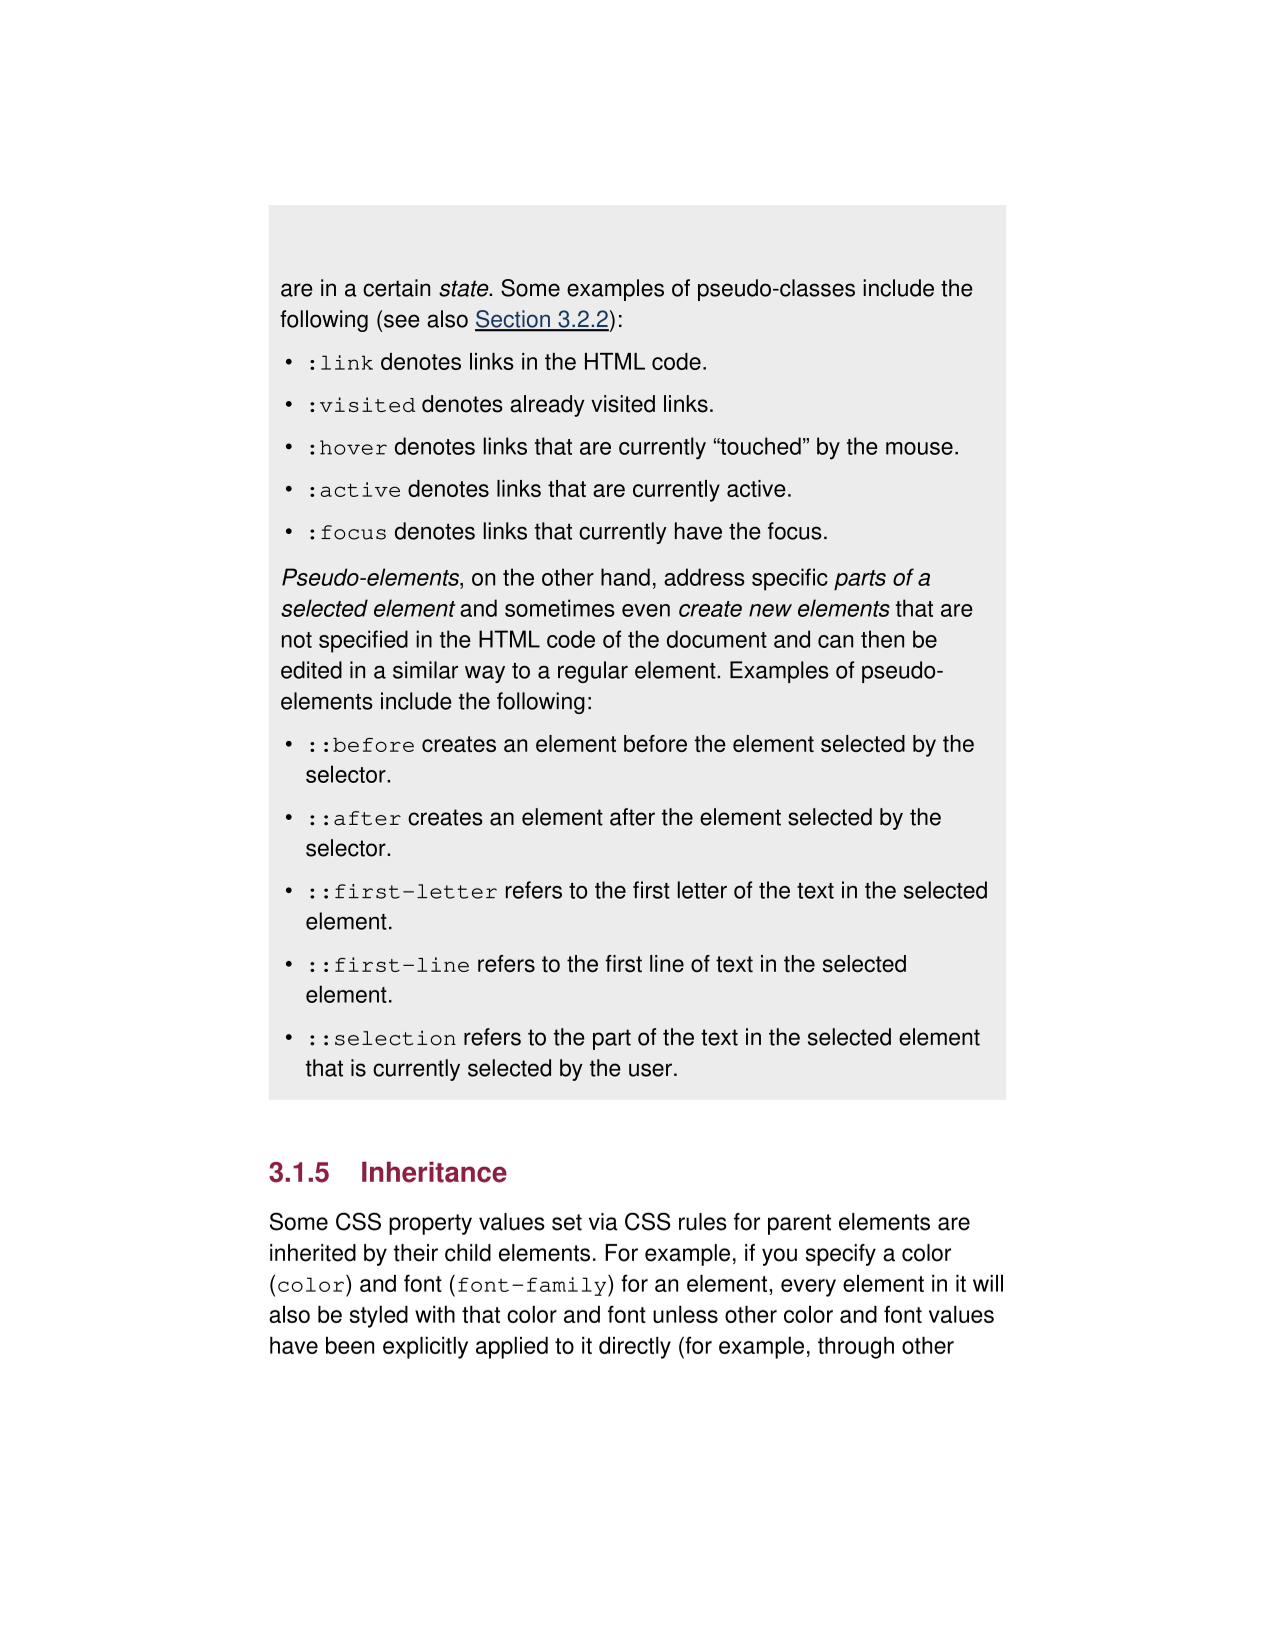 are in a certain state. Some examples of pseudo-classes include the
following (see also Section 3.2.2):
• :link denotes links in the HTML code.
• :visited denotes already visited links.
• :hover denotes links that are currently “touched” by the mouse.
• :active denotes links that are currently active.
• :focus denotes links that currently have the focus.
Pseudo-elements, on the other hand, address specific parts of a
selected element and sometimes even create new elements that are
not specified in the HTML code of the document and can then be
edited in a similar way to a regular element. Examples of pseudo-
elements include the following:
• ::before creates an element before the element selected by the
selector.
• ::after creates an element after the element selected by the
selector.
• ::first-letter refers to the first letter of the text in the selected
element.
• ::first-line refers to the first line of text in the selected
element.
• ::selection refers to the part of the text in the selected element
that is currently selected by the user.
3.1.5 Inheritance
Some CSS property values set via CSS rules for parent elements are
inherited by their child elements. For example, if you specify a color
(color) and font (font-family) for an element, every element in it will
also be styled with that color and font unless other color and font values
have been explicitly applied to it directly (for example, through other